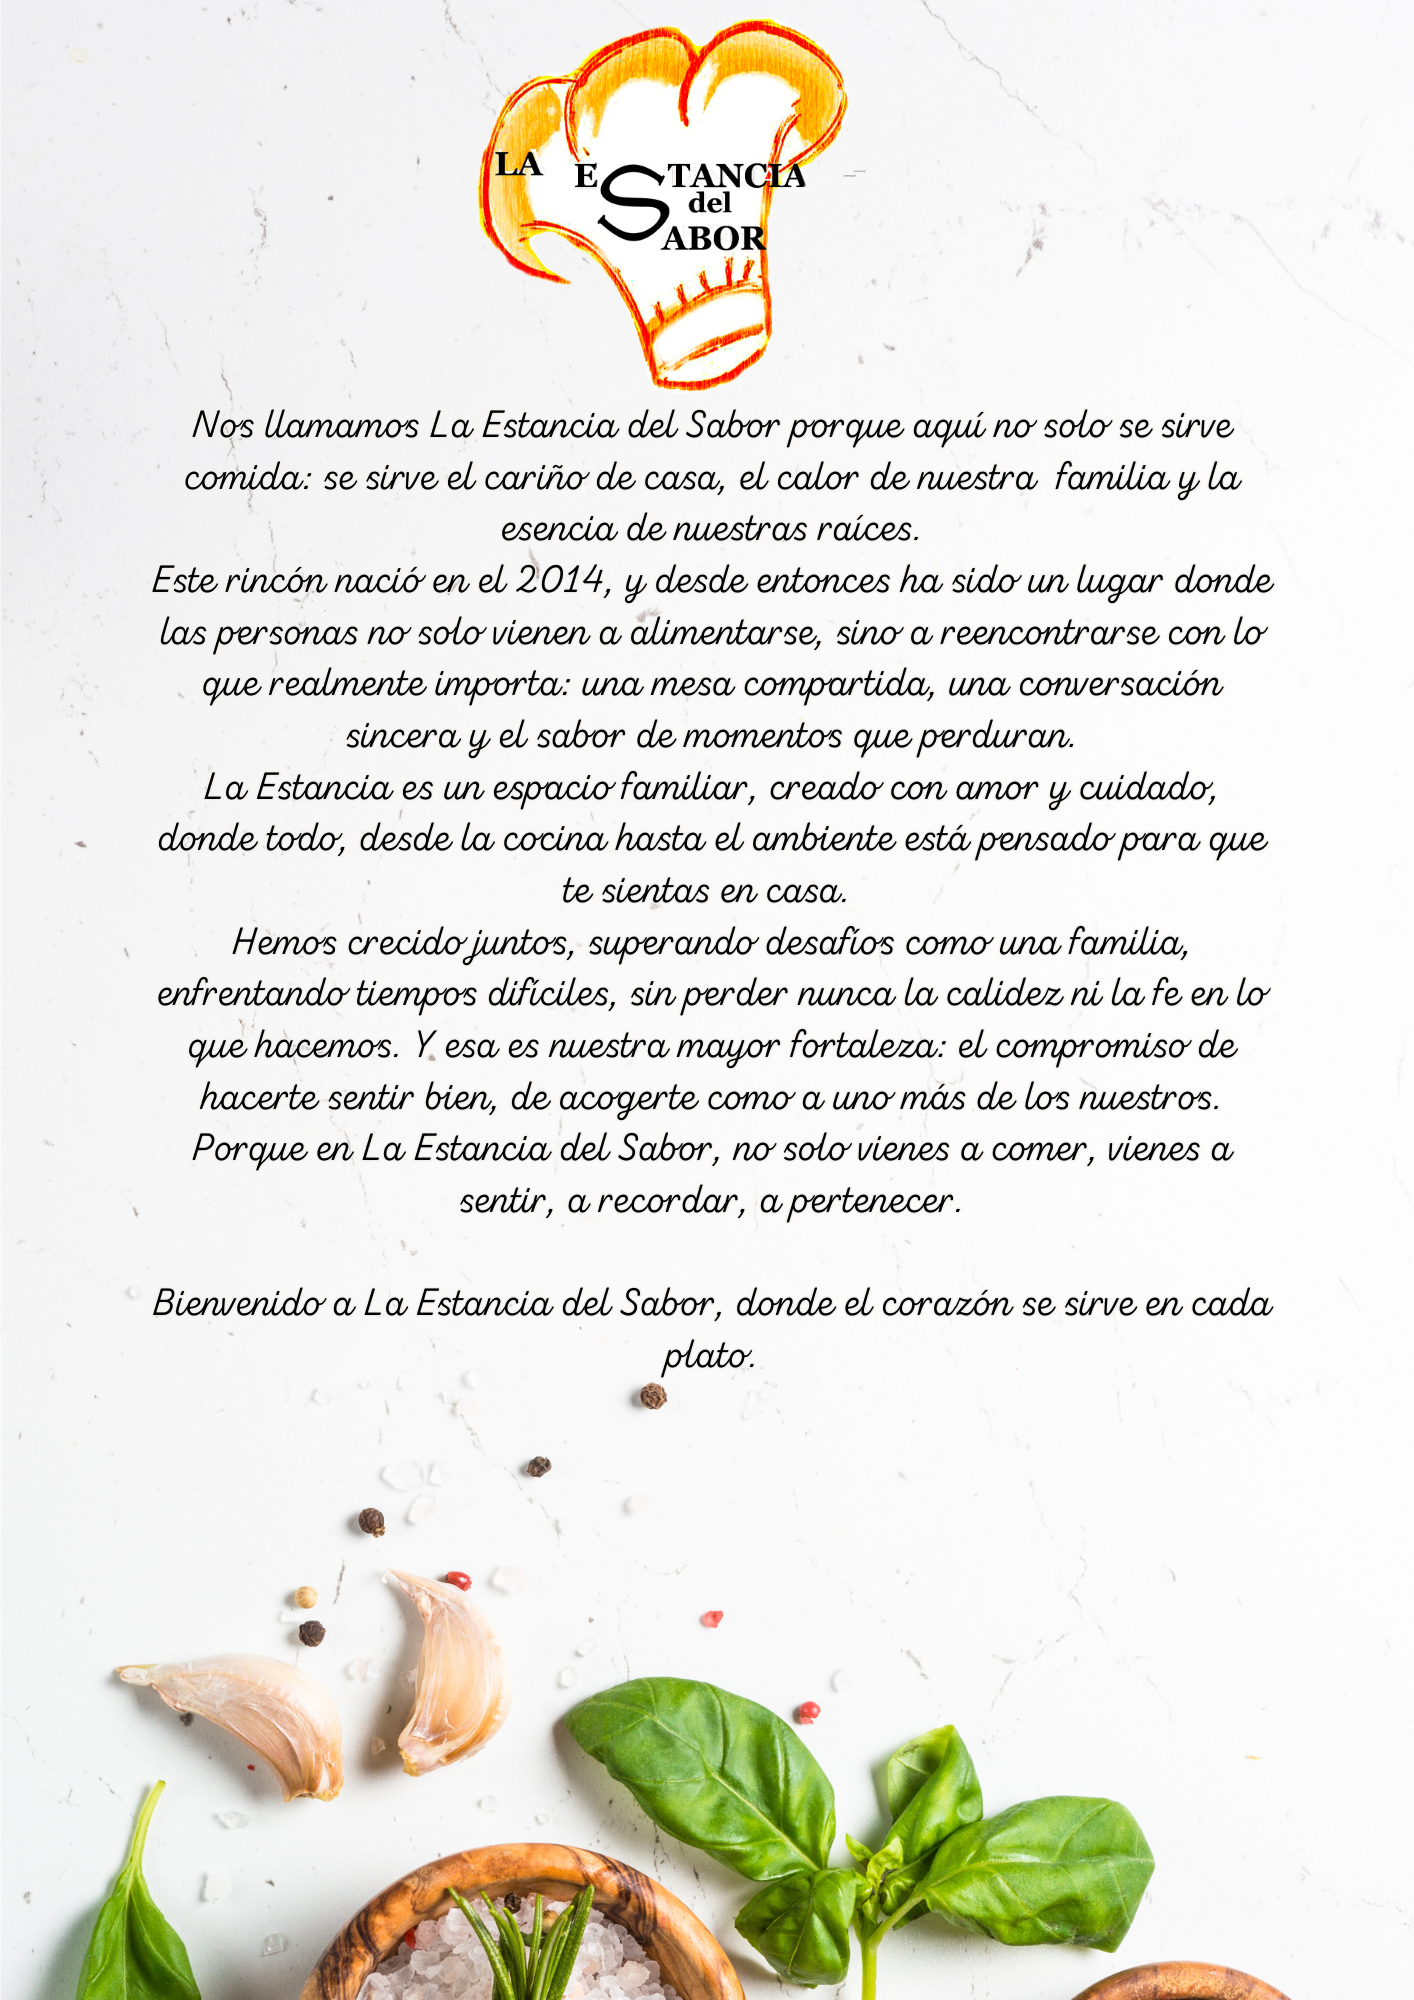 LA ESTANCIA
del
SABOR
Nos llamamos La Estancia del Sabor porque aquí no solo se sirve
comida: se sirve el cariño de casa, el calor de nuestra  familia y la
esencia de nuestras raíces.
Este rincón nació en el 2014, y desde entonces ha sido un lugar donde
las personas no solo vienen a alimentarse, sino a reencontrarse con lo
que realmente importa: una mesa compartida, una conversación
sincera y el sabor de momentos que perduran.
La Estancia es un espacio familiar, creado con amor y cuidado,
donde todo, desde la cocina hasta el ambiente está pensado para que
te sientas en casa.
Hemos crecido juntos, superando desafíos como una familia,
enfrentando tiempos difíciles, sin perder nunca la calidez ni la fe en lo
que hacemos. Y esa es nuestra mayor fortaleza: el compromiso de
hacerte sentir bien, de acogerte como a uno más de los nuestros.
Porque en La Estancia del Sabor, no solo vienes a comer, vienes a
sentir, a recordar, a pertenecer.
Bienvenido a La Estancia del Sabor, donde el corazón se sirve en cada
plato.